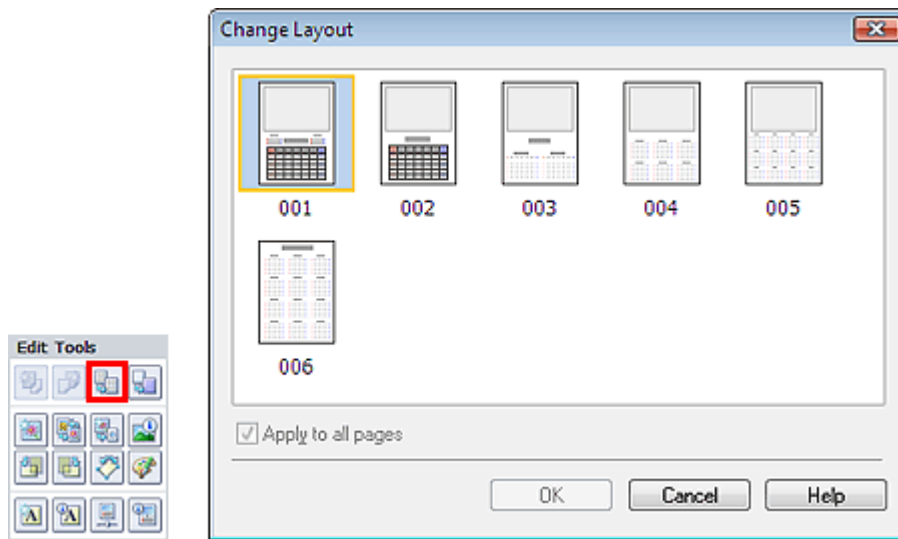 Change Layout
001 002 003 004 005
006
Edit Tools
Apply to all pages
OK Cancel Help